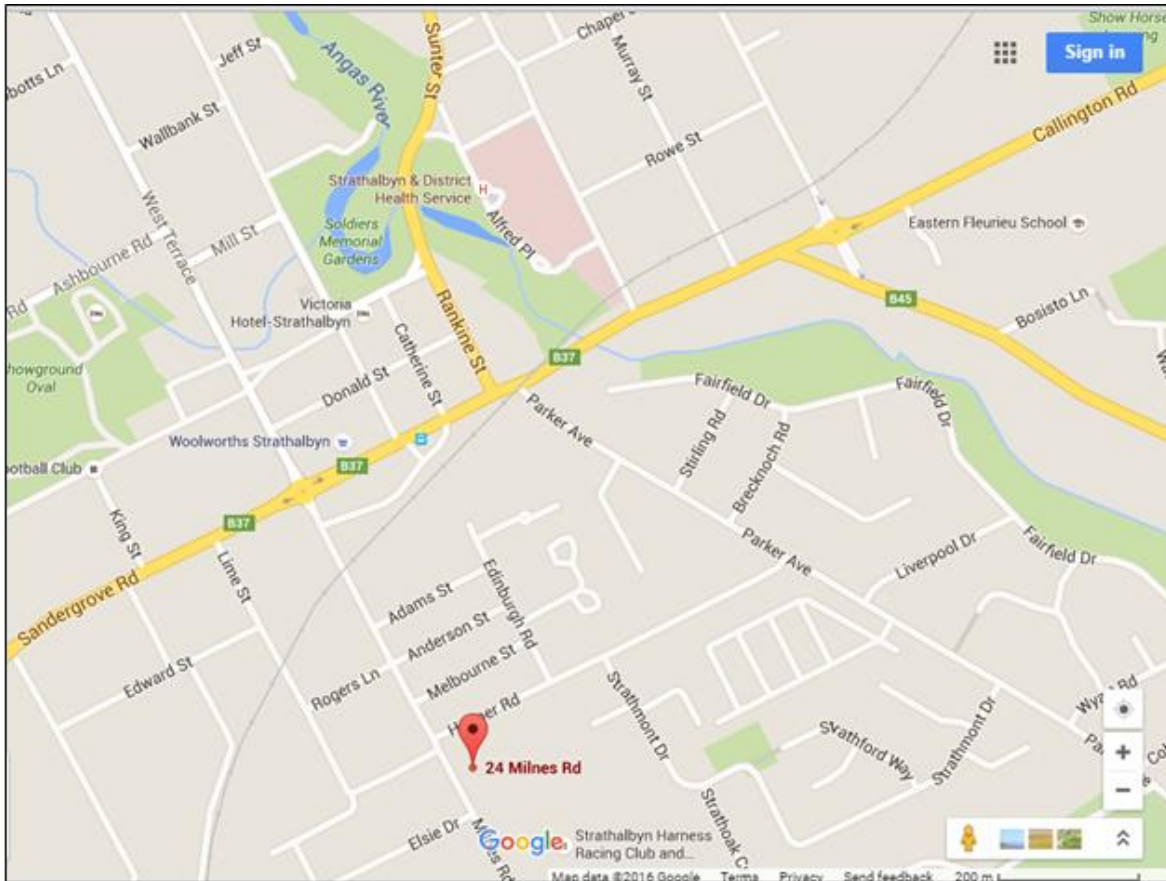 Show Horse
Chapel S
Sign in
Jeff St
Angas River
Sunter St
Murray St
Callington Rd
Wallbank St
Rowe St
Strathalbyn & District
Health Service
H
West Terrace
Ashbourne Rd
Mill St
Soldiers
Memorial
Gardens
Alfred Pl
Eastern Fleurieu School
Rd
Victoria
Hotel-Strathalbyn
Rankine St
B45
Bosisto Ln
howground
Oval
Catherine St
Donald St
B37
Fairfield Dr
Fairfield Dr
Parker Ave
Stirling Rd
Brecknoch Rd
Woolworths Strathalbyn
ootball Club
B37
B37
King St
Lime St
Parker Ave
Liverpool Dr
Fairfield Dr
Sandergrove Rd
Edinburgh Rd
Adams St
Anderson St
Edward St
Rogers Ln
Melbourne St
Strathmont Dr
Wyatt Rd
Strathford Way
Strathmont Dr
24 Milnes Rd
Strathoak C
Elsie Dr
Google
Strathalbyn Harness
Racing Club and...
Map data ©2016 Google Terms Privacy Send feedback 200 m